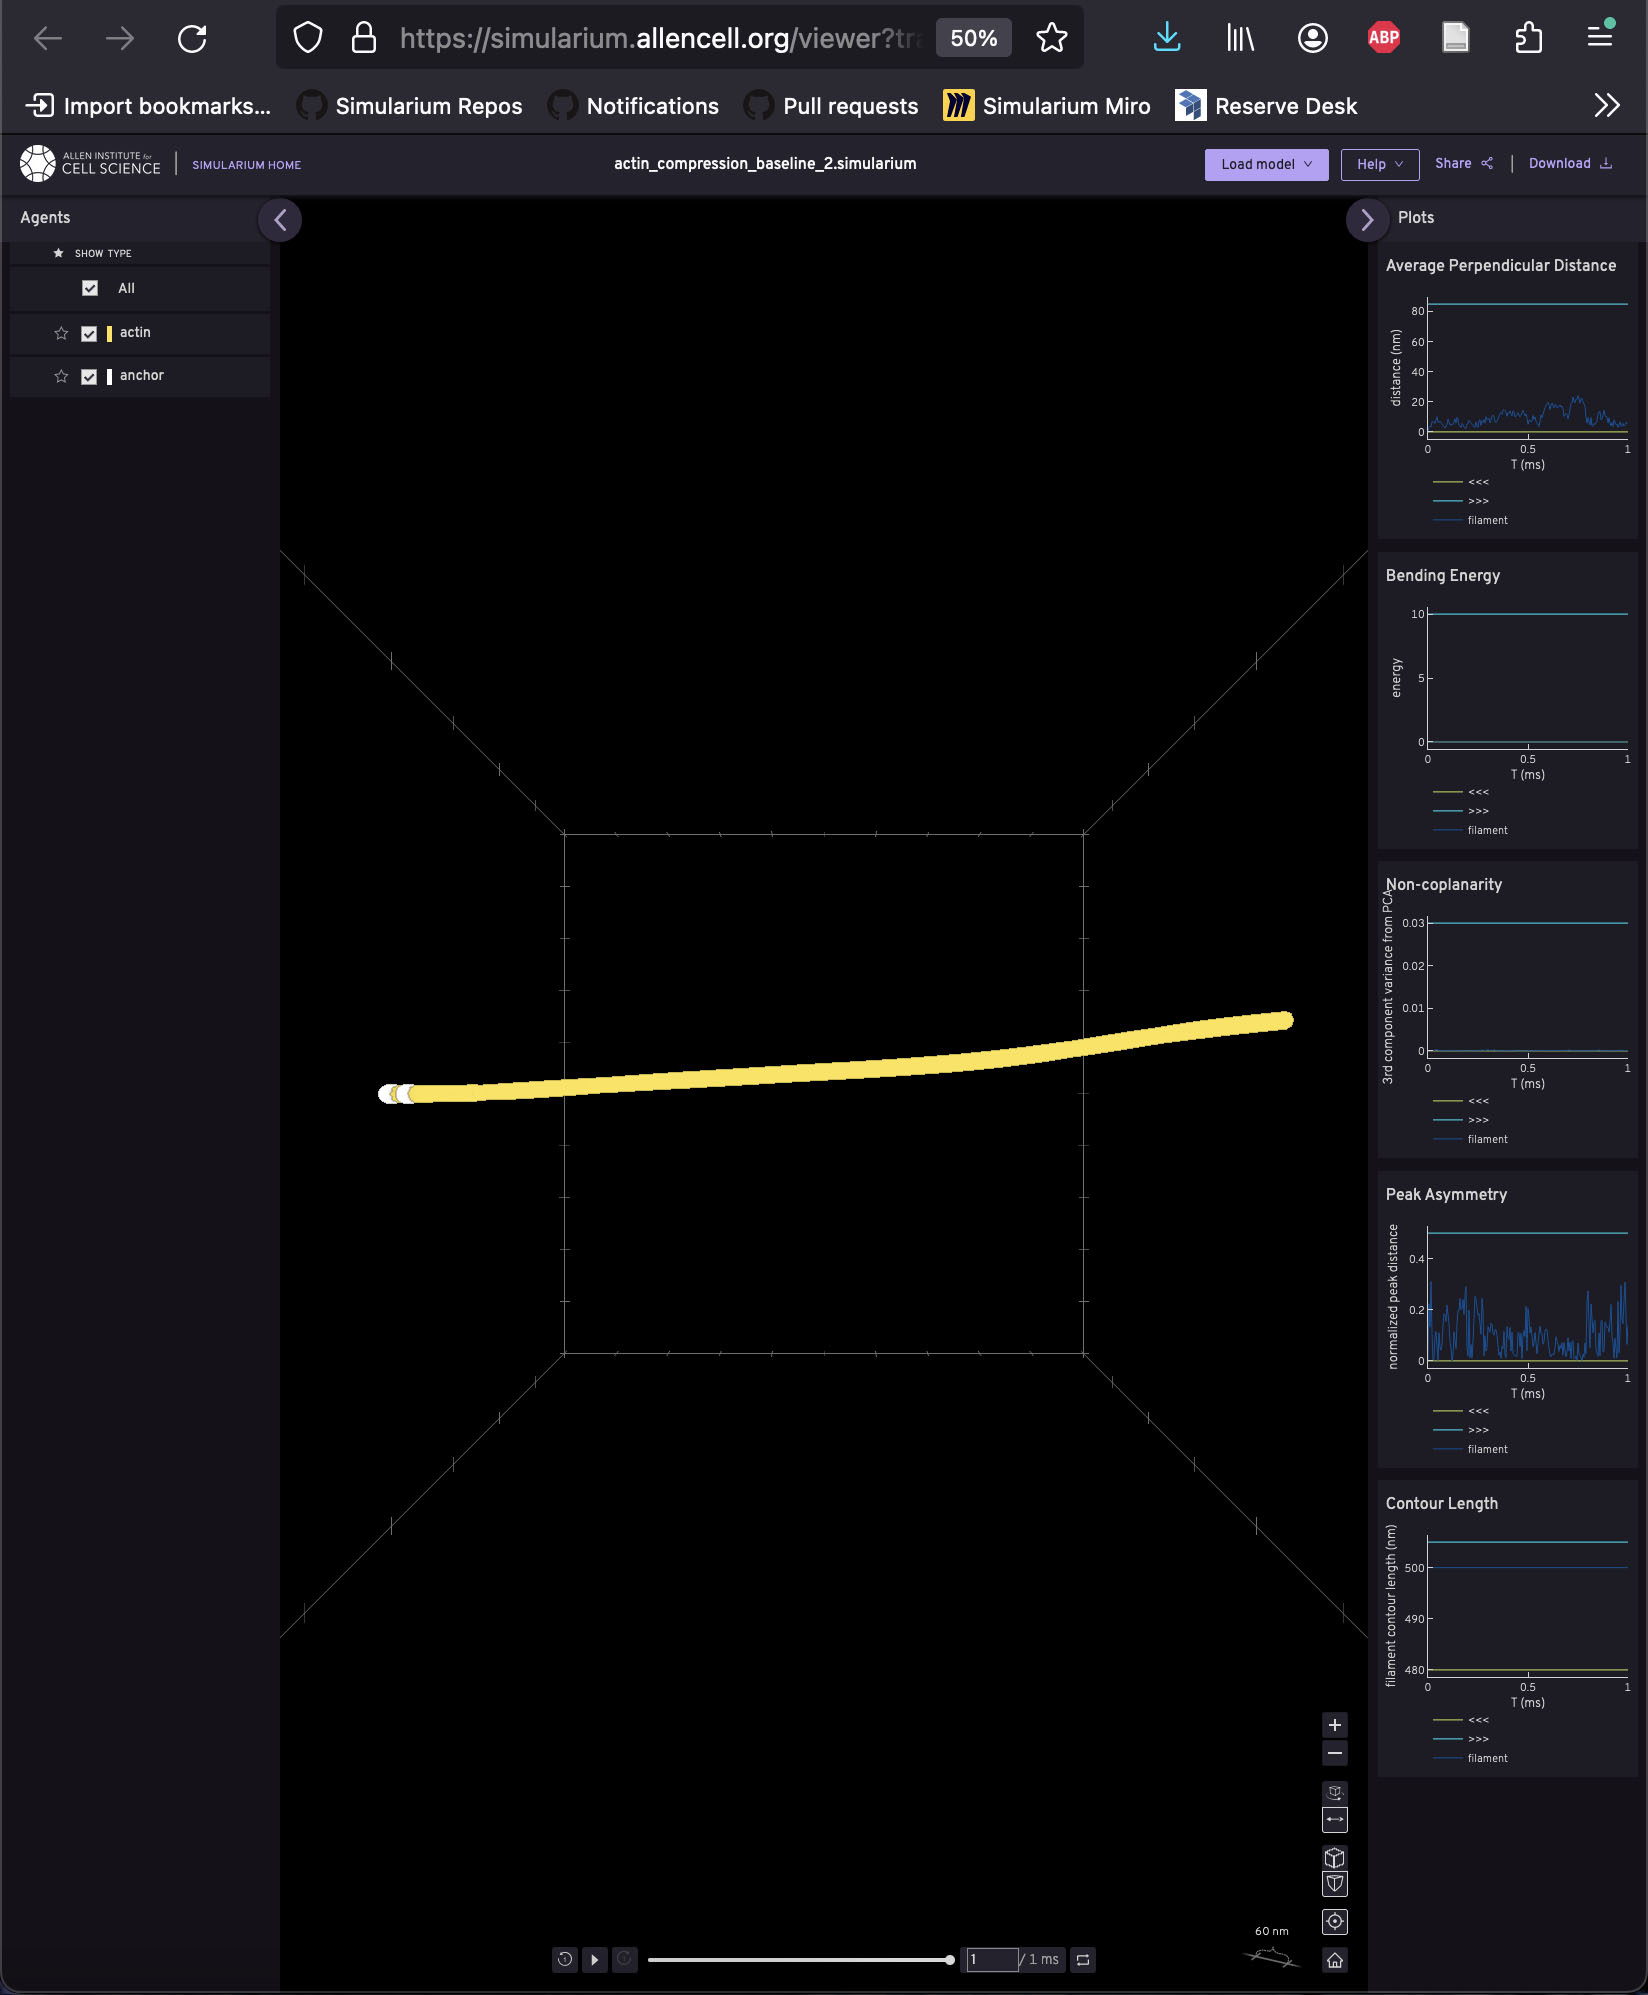 https://simularium.allencell.org/viewer?tra
50%
ABP
Import bookmarks...
Simularium Repos
Notifications
Pull requests
Simularium Miro
Reserve Desk
ALLEN INSTITUTE for
CELL SCIENCE
SIMULARIUM HOME
actin_compression_baseline_2.simularium
Load model
Help
Share
Download
Agents
SHOW TYPE
All
actin
anchor
60 nm
1
/ 1 ms
Plots
Average Perpendicular Distance
distance (nm)
80
60
40
20
0
0
0.5
1
T (ms)
<<<
>>>
filament
Bending Energy
energy
10
5
0
0
0.5
1
T (ms)
<<<
>>>
filament
Non-coplanarity
3rd component variance from PCA
0.03
0.02
0.01
0
0
0.5
1
T (ms)
<<<
>>>
filament
Peak Asymmetry
normalized peak distance
0.4
0.2
0
0
0.5
1
T (ms)
<<<
>>>
filament
Contour Length
filament contour length (nm)
500
490
480
0
0.5
1
T (ms)
<<<
>>>
filament